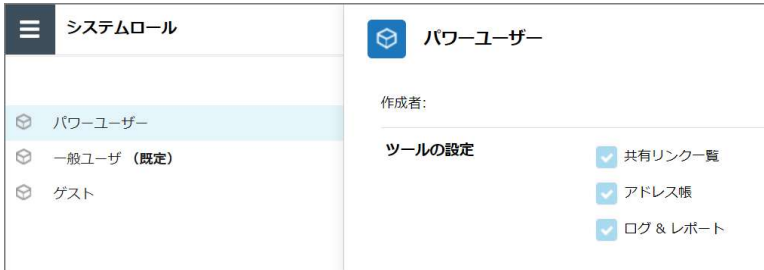 システムロール
パワーユーザー
一般ユーザ （既定）
ゲスト
パワーユーザー
作成者:
ツールの設定
共有リンク一覧
アドレス帳
ログ & レポート